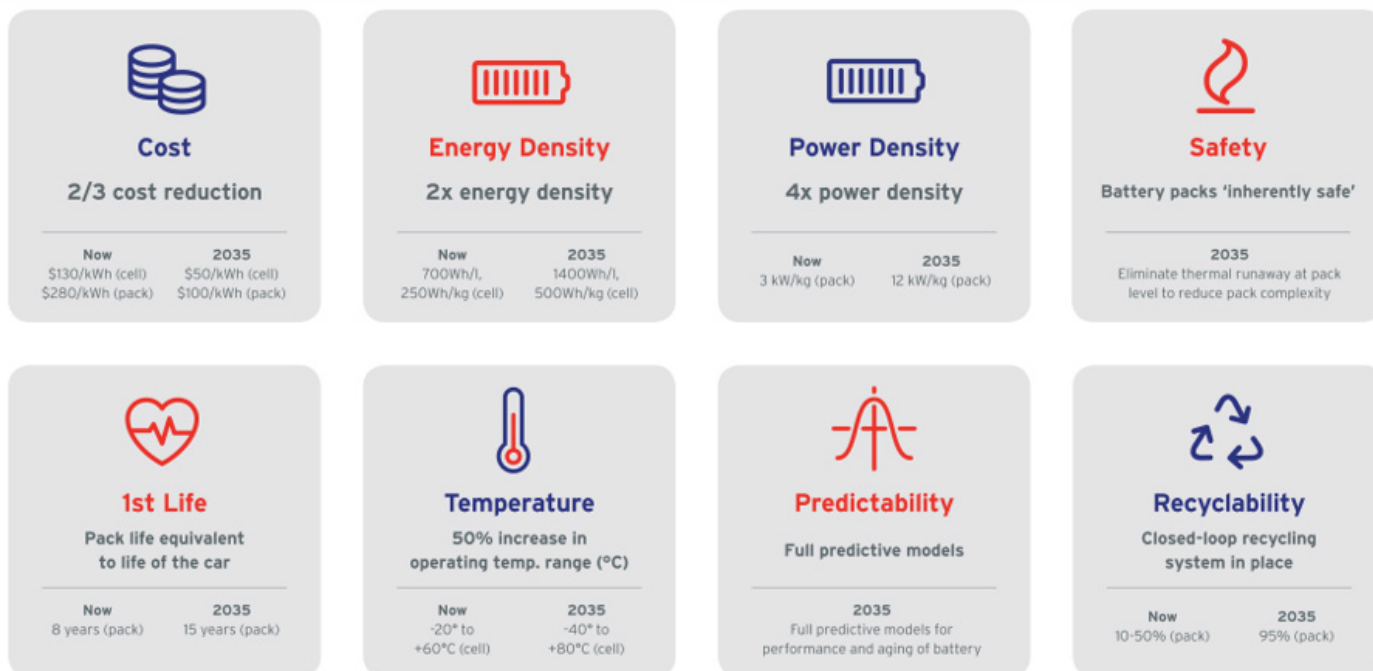 Cost
2/3 cost reduction
Now
$130/kWh (cell)
$280/kWh (pack)
2035
$50/kWh (cell)
$100/kWh (pack)
Energy Density
2x energy density
Now
700Wh/l,
250Wh/kg (cell)
2035
1400Wh/l,
500Wh/kg (cell)
Power Density
4x power density
Now
3 kW/kg (pack)
2035
12 kW/kg (pack)
Safety
Battery packs ‘inherently safe’
2035
Eliminate thermal runaway at pack
level to reduce pack complexity
1st Life
Pack life equivalent
to life of the car
Now
8 years (pack)
2035
15 years (pack)
Temperature
50% increase in
operating temp. range (°C)
Now
-20° to
+60°C (cell)
2035
-40° to
+80°C (cell)
Predictability
Full predictive models
2035
Full predictive models for
performance and aging of battery
Recyclability
Closed-loop recycling
system in place
Now
10-50% (pack)
2035
95% (pack)